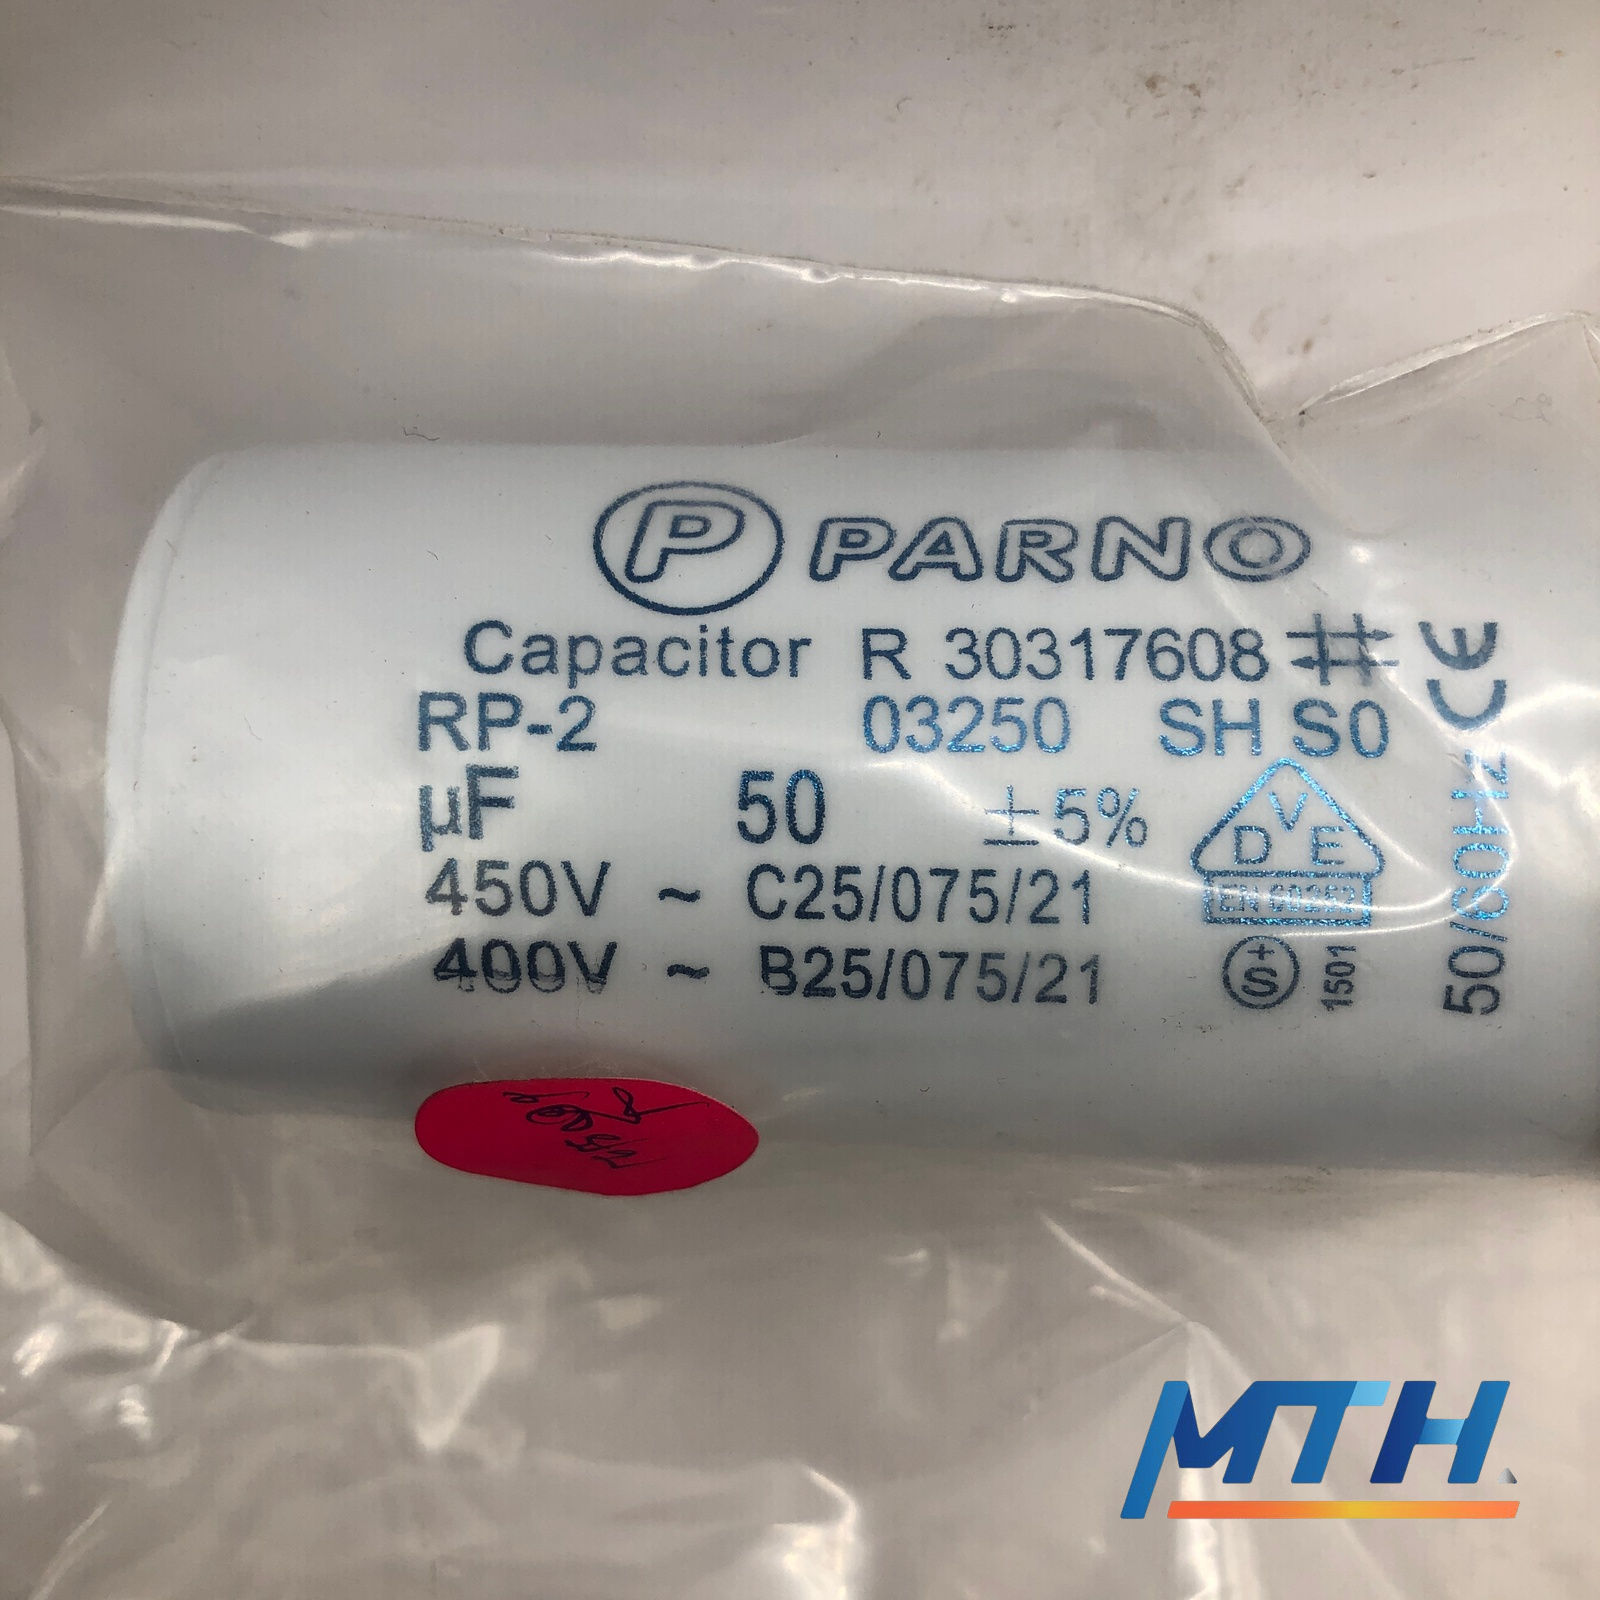 P PARNO
Capacitor R 30317608
RP-2 03250 SH S0
µF 50 ±5%
450V ~ C25/075/21
400V ~ B25/075/21
V
D E
EN 60252
+
S
1501
CE
50/60Hz
MTH